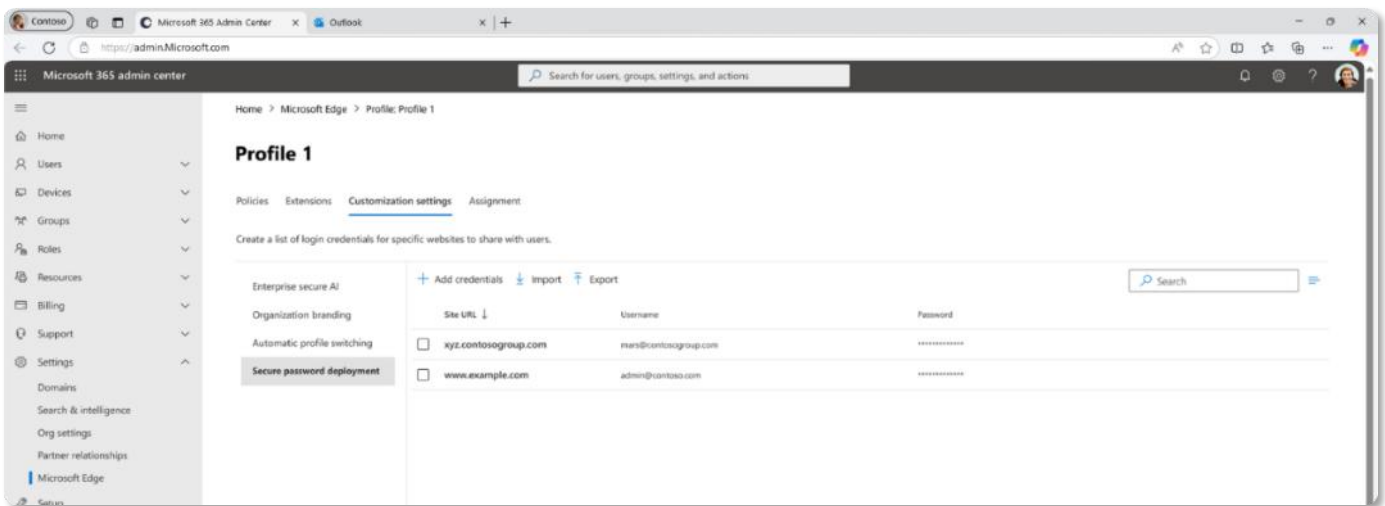 Contoso
Microsoft 365 Admin Center
Outlook
https://admin.Microsoft.com
Microsoft 365 admin center
Search for users, groups, settings, and actions
Home > Microsoft Edge > Profile: Profile 1
Home
Users
Devices
Groups
Roles
Resources
Billing
Support
Settings
Domains
Search & intelligence
Org settings
Partner relationships
Microsoft Edge
Setup
Profile 1
Policies Extensions Customization settings Assignment
Create a list of login credentials for specific websites to share with users.
Enterprise secure AI
Organization branding
Automatic profile switching
Secure password deployment
+ Add credentials Import Export
Search
Site URL ↓ Username Password
xyz.contosogroup.com mars@contosogroup.com *************
www.example.com admin@contoso.com *************